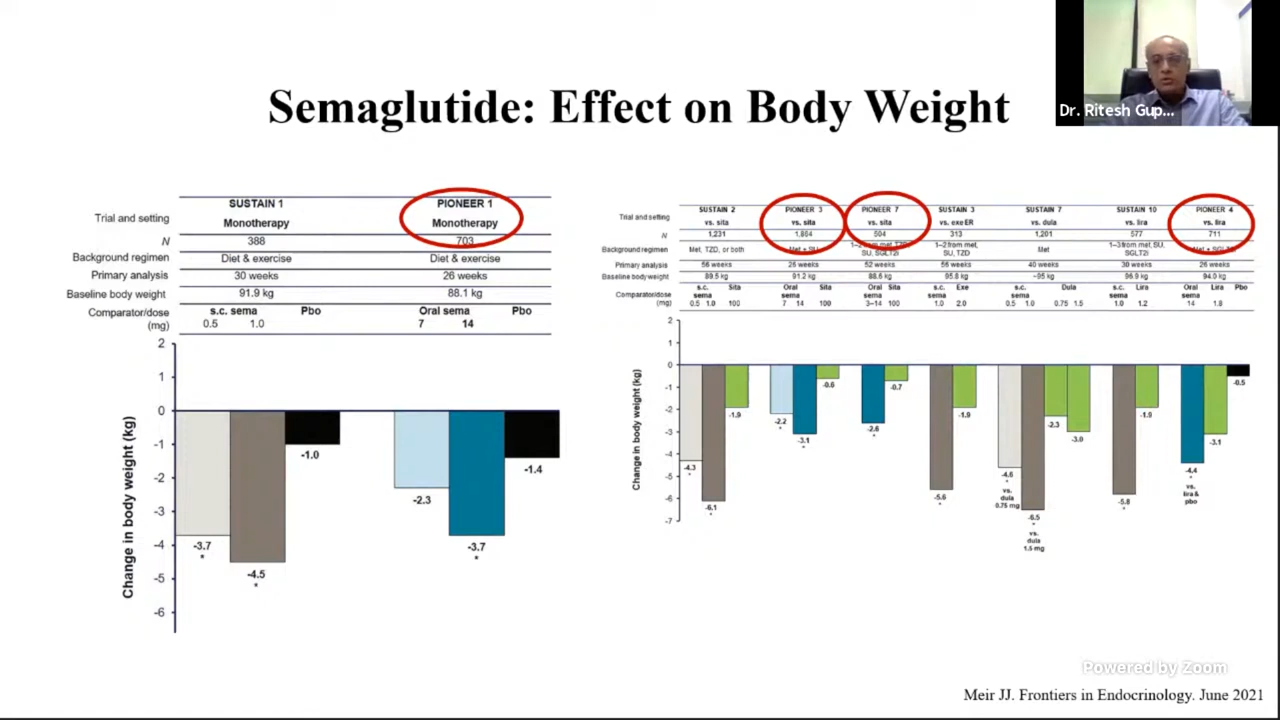 Semaglutide: Effect on Body Weight
Dr. Ritesh Gup...
SUSTAIN 1 PIONEER 1
Trial and setting Monotherapy Monotherapy
N 388 703
Background regimen Diet & exercise Diet & exercise
Primary analysis 30 weeks 26 weeks
Baseline body weight 91.9 kg 88.1 kg
Comparator/dose s.c. sema Pbo Oral sema Pbo
(mg) 0.5 1.0 7 14
2
1
0
-1
-2
-3
-4
-5
-6
Change in body weight (kg)
-3.7
*
-4.5
*
-1.0
-2.3
-3.7
*
-1.4
SUSTAIN 2 PIONEER 3 PIONEER 7 SUSTAIN 3 SUSTAIN 7 SUSTAIN 10 PIONEER 4
Trial and setting vs. sita vs. sita vs. sita vs. exe ER vs. dula vs. lira vs. lira
N 1,231 1,864 504 313 1,201 577 711
Background regimen Met, TZD, or both Met + SU 1–2 from met, SU, SGLT2i 1–2 from met, SU, TZD Met 1–3 from met, SU, SGLT2i
Primary analysis 56 weeks 26 weeks 52 weeks 56 weeks 40 weeks 30 weeks 26 weeks
Baseline body weight 89.5 kg 91.2 kg 88.6 kg 95.8 kg ~95 kg 96.9 kg 94.0 kg
Comparator/dose s.c. sema Sita Oral sema Sita Oral sema Sita s.c. sema Exe s.c. sema Dula s.c. sema Lira Oral sema Lira Pbo
(mg) 0.5 1.0 100 7 14 100 3–14 100 1.0 2.0 0.5 1.0 0.75 1.5 1.0 1.2 14 1.8
2
1
0
-1
-2
-3
-4
-5
-6
-7
Change in body weight (kg)
-4.3
*
-6.1
*
-1.9
-2.2
*
-3.1
*
-0.6
-2.6
*
-0.7
-5.6
*
-1.9
-4.6
*
vs.
dula
0.75 mg
-6.5
*
vs.
dula
1.5 mg
-2.3
-3.0
-5.8
*
-1.9
-4.4
*
vs.
lira &
pbo
-3.1
-0.5
Powered by Zoom
Meir JJ. Frontiers in Endocrinology. June 2021